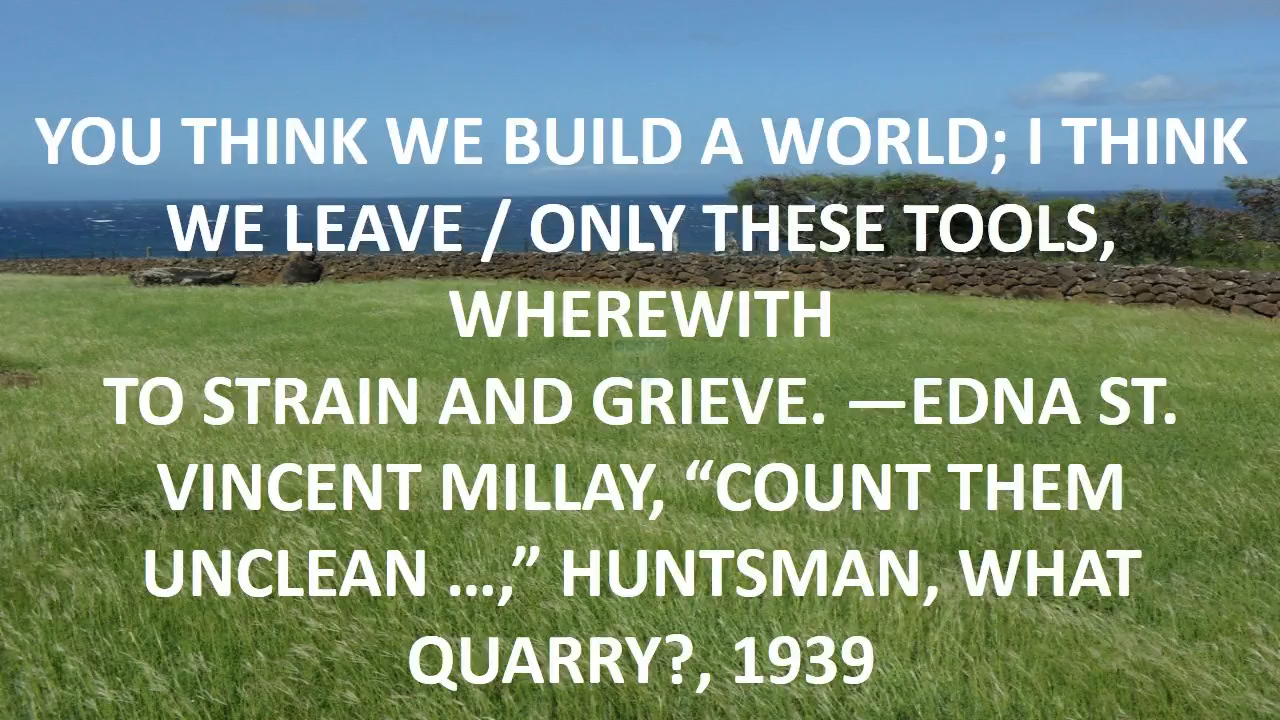 YOU THINK WE BUILD A WORLD; I THINK
WE LEAVE / ONLY THESE TOOLS,
WHEREWITH
TO STRAIN AND GRIEVE. —EDNA ST.
VINCENT MILLAY, “COUNT THEM
UNCLEAN ...,” HUNTSMAN, WHAT
QUARRY?, 1939